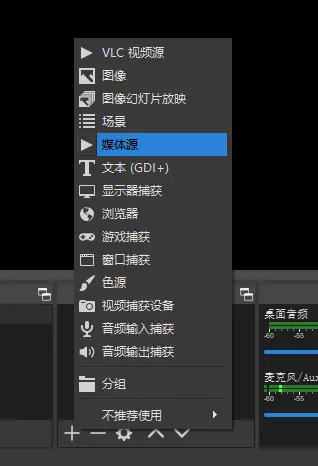 VLC 视频源
图像
图像幻灯片放映
场景
媒体源
文本 (GDI+)
显示器捕获
浏览器
游戏捕获
窗口捕获
色源
视频捕获设备
音频输入捕获
音频输出捕获
分组
不推荐使用
桌面音频
-60 -55
麦克风/Aux
-60 -55